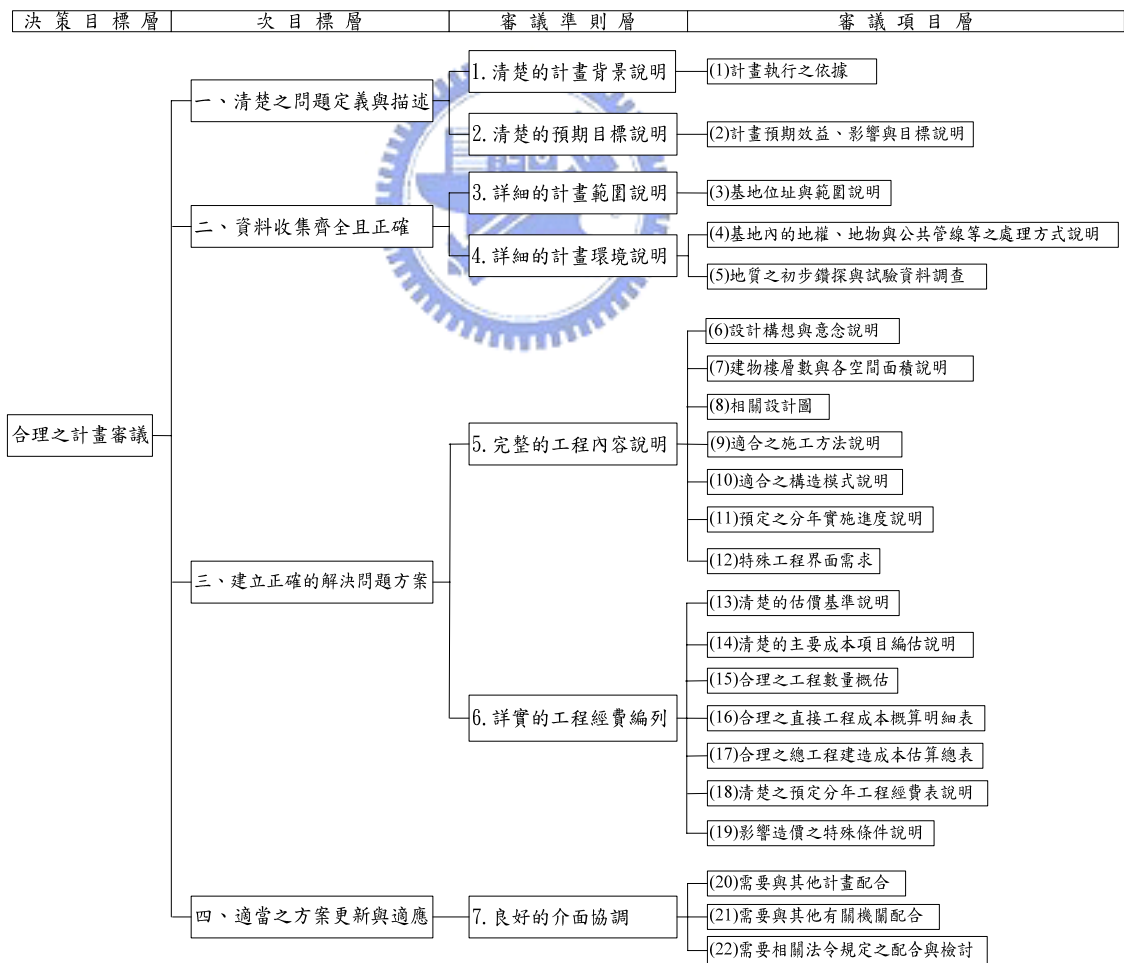 決策目標層 次目標層 審議準則層 審議項目層
合理之計畫審議
一、清楚之問題定義與描述
1.清楚的計畫背景說明
(1)計畫執行之依據
2.清楚的預期目標說明
(2)計畫預期效益、影響與目標說明
二、資料收集齊全且正確
3.詳細的計畫範圍說明
(3)基地位址與範圍說明
4.詳細的計畫環境說明
(4)基地內的地權、地物與公共管線等之處理方式說明
(5)地質之初步鑽探與試驗資料調查
三、建立正確的解決問題方案
5.完整的工程內容說明
(6)設計構想與意念說明
(7)建物樓層數與各空間面積說明
(8)相關設計圖
(9)適合之施工方法說明
(10)適合之構造模式說明
(11)預定之分年實施進度說明
(12)特殊工程界面需求
6.詳實的工程經費編列
(13)清楚的估價基準說明
(14)清楚的主要成本項目編估說明
(15)合理之工程數量概估
(16)合理之直接工程成本概算明細表
(17)合理之總工程建造成本估算總表
(18)清楚之預定分年工程經費表說明
(19)影響造價之特殊條件說明
四、適當之方案更新與適應
7.良好的介面協調
(20)需要與其他計畫配合
(21)需要與其他有關機關配合
(22)需要相關法令規定之配合與檢討